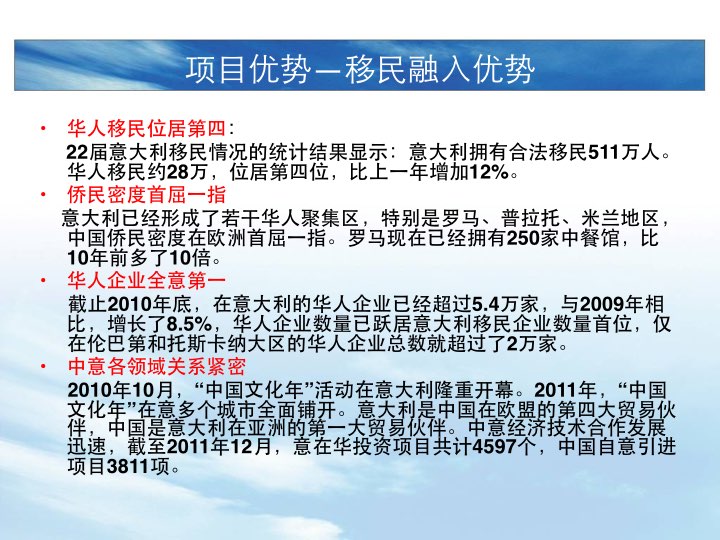 项目优势—移民融入优势
• 华人移民位居第四：
22届意大利移民情况的统计结果显示：意大利拥有合法移民511万人。
华人移民约28万，位居第四位，比上一年增加12%。
• 侨民密度首屈一指
意大利已经形成了若干华人聚集区，特别是罗马、普拉托、米兰地区，
中国侨民密度在欧洲首屈一指。罗马现在已经拥有250家中餐馆，比
10年前多了10倍。
• 华人企业全意第一
截止2010年底，在意大利的华人企业已经超过5.4万家，与2009年相
比，增长了8.5%，华人企业数量已跃居意大利移民企业数量首位，仅
在伦巴第和托斯卡纳大区的华人企业总数就超过了2万家。
• 中意各领域关系紧密
2010年10月，“中国文化年”活动在意大利隆重开幕。2011年，“中国
文化年”在意多个城市全面铺开。意大利是中国在欧盟的第四大贸易伙
伴，中国是意大利在亚洲的第一大贸易伙伴。中意经济技术合作发展
迅速，截至2011年12月，意在华投资项目共计4597个，中国自意引进
项目3811项。